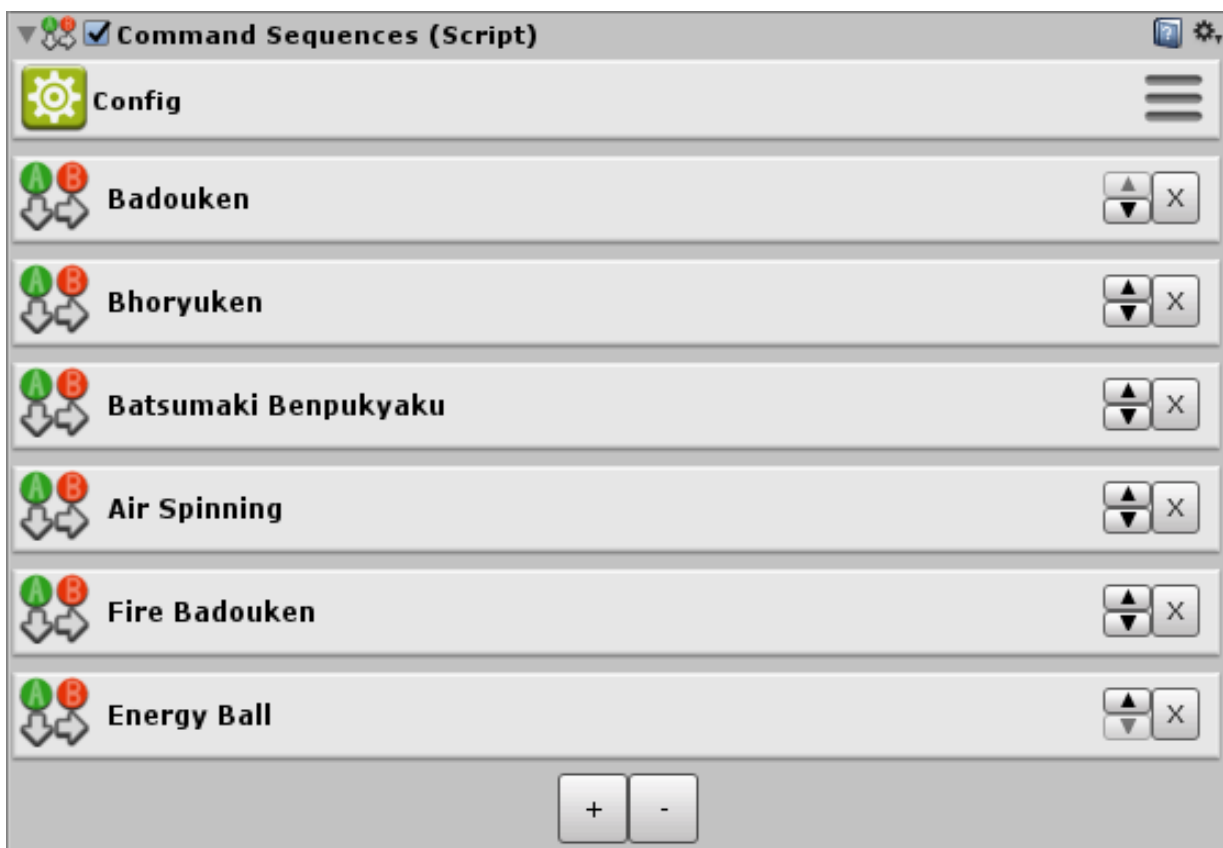 Command Sequences (Script)
Config
A B
Badouken
X
A B
Bhoryuken
X
A B
Batsumaki Benpukyaku
X
A B
Air Spinning
X
A B
Fire Badouken
X
A B
Energy Ball
X
+ -